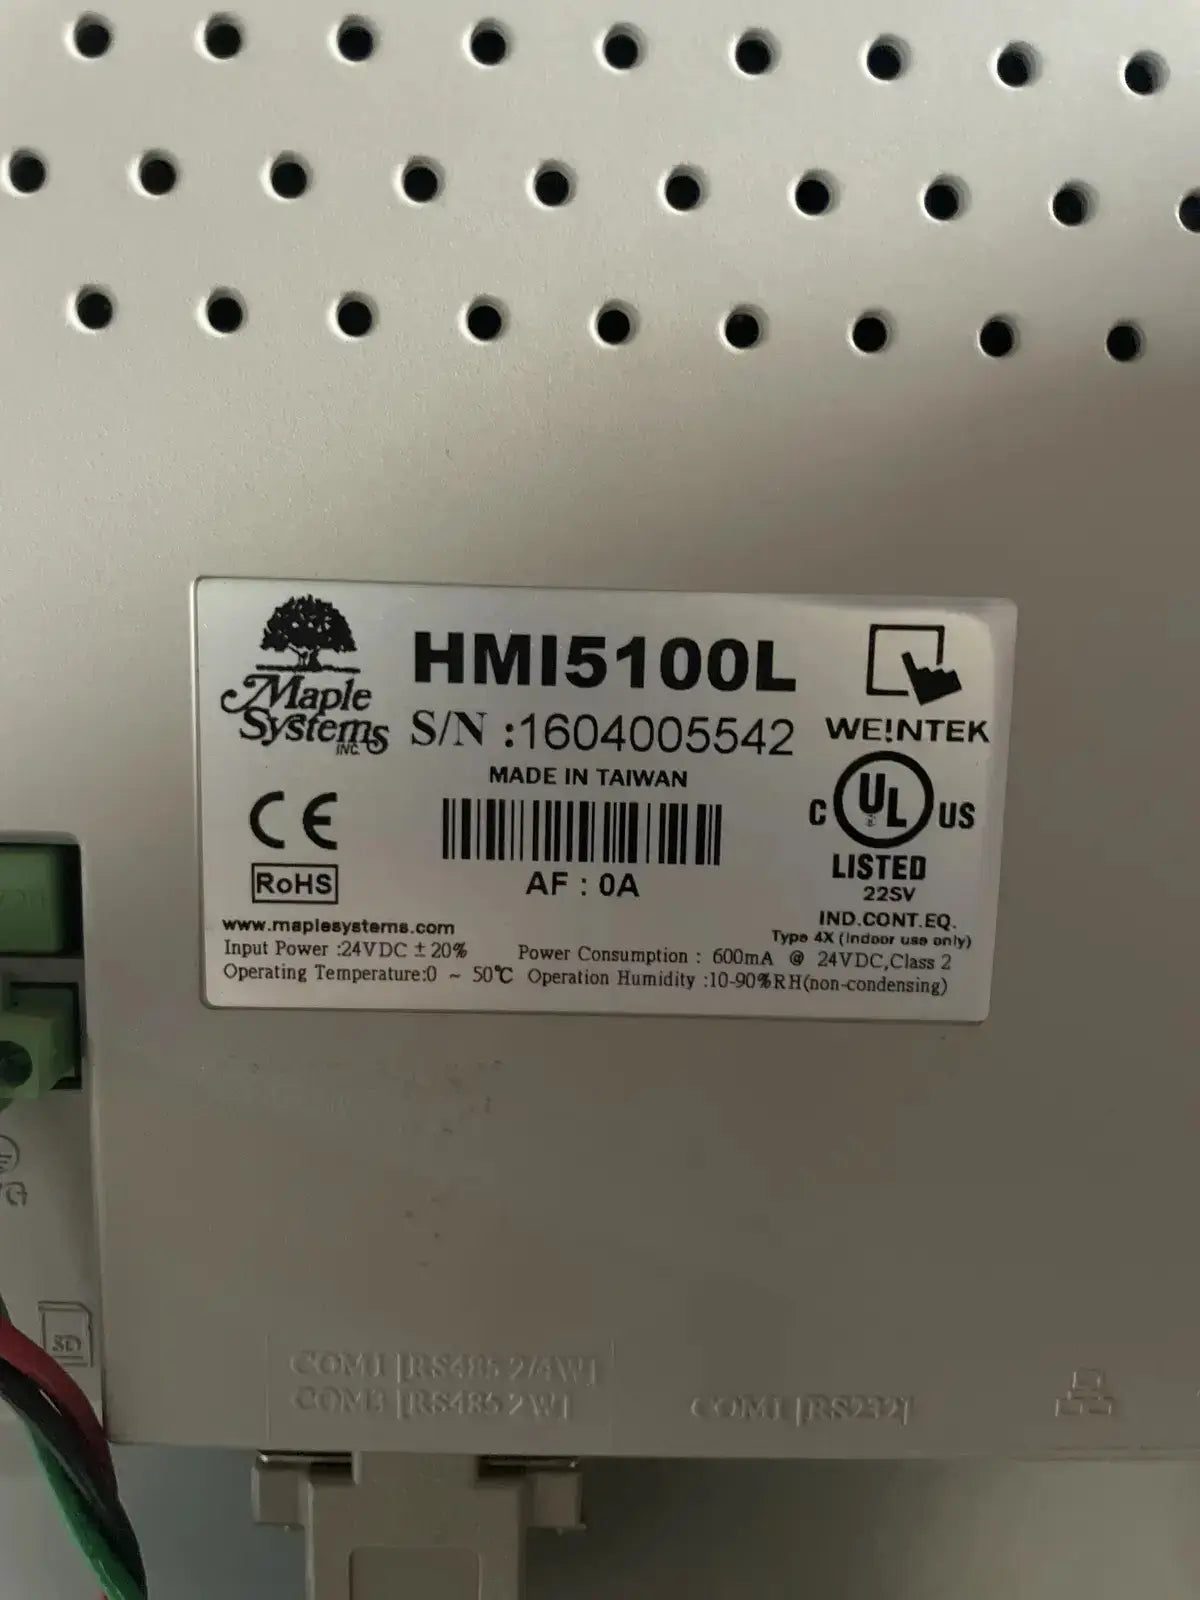 Maple
Systems
INC.
HMI5100L
S/N :1604005542
MADE IN TAIWAN
AF : 0A
WE!NTEK
C UL US
LISTED
22SV
IND.CONT.EQ.
Type 4X (Indoor use only)
CE
RoHS
www.maplesystems.com
Input Power :24VDC ± 20% Power Consumption : 600mA @ 24VDC,Class 2
Operating Temperature:0 ~ 50℃ Operation Humidity :10-90%RH(non-condensing)
SD
COM1 [RS485 2/4W]
COM3 [RS485 2W]
COM1 [RS232]